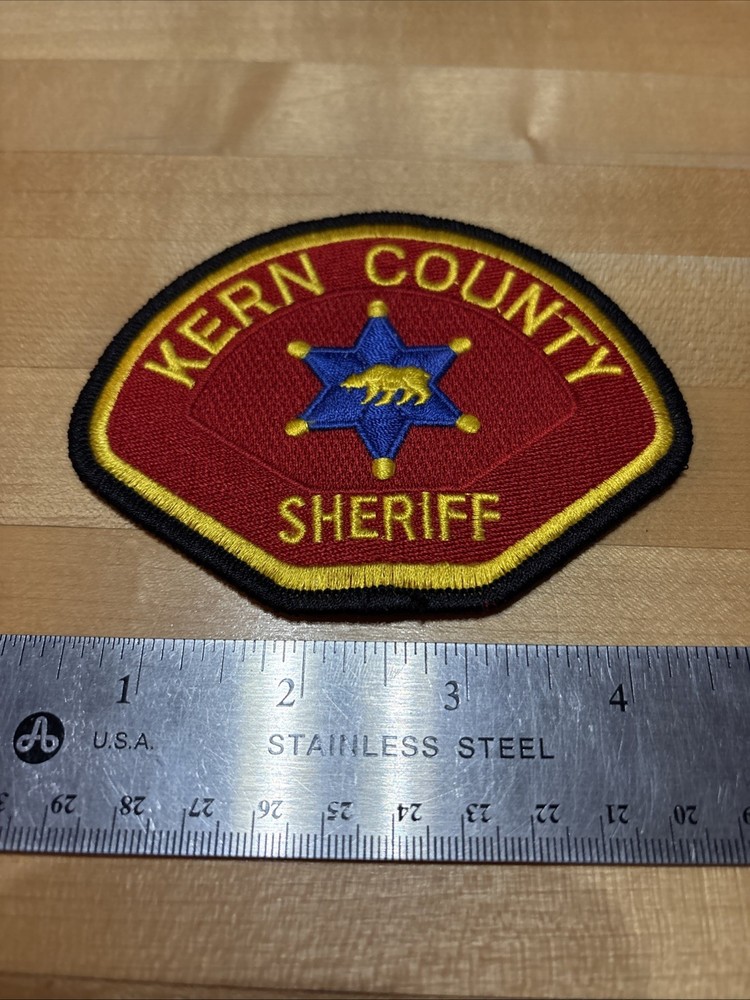 KERN COUNTY
SHERIFF
1 2 3 4
U.S.A. STAINLESS STEEL
29 28 27 26 25 24 23 22 21 20